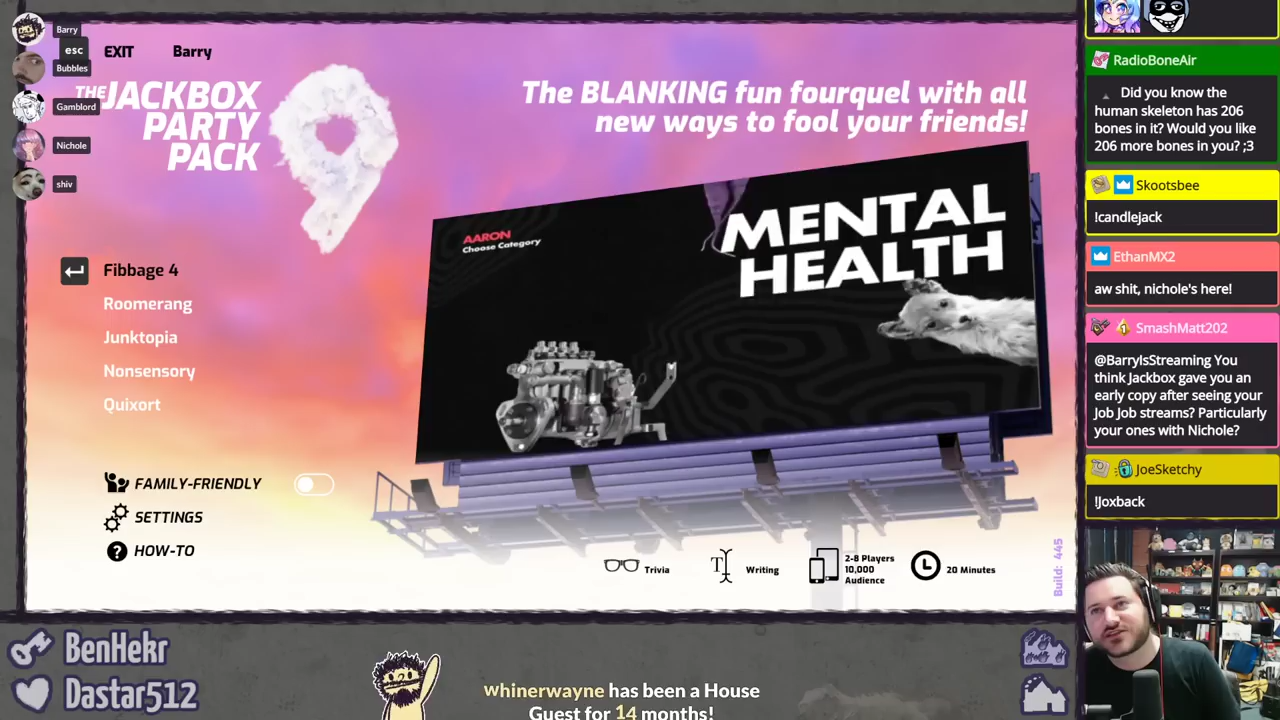 Barry
esc
EXIT
Barry
Bubbles
Gamblord
Nichole
shiv
THE JACKBOX
PARTY
PACK
9
The BLANKING fun fourquel with all
new ways to fool your friends!
AARON
Choose Category
MENTAL
HEALTH
Fibbage 4
Roomerang
Junktopia
Nonsensory
Quixort
FAMILY-FRIENDLY
SETTINGS
? HOW-TO
Trivia
Writing
2-8 Players
10,000
Audience
20 Minutes
Build: 445
RadioBoneAir
Did you know the
human skeleton has 206
bones in it? Would you like
206 more bones in you? ;3
Skootsbee
!candlejack
EthanMX2
aw shit, nichole's here!
1 SmashMatt202
@BarryIsStreaming You
think Jackbox gave you an
early copy after seeing your
Job Job streams? Particularly
your ones with Nichole?
JoeSketchy
!Joxback
BenHekr
Dastar512
whinerwayne has been a House
Guest for 14 months!